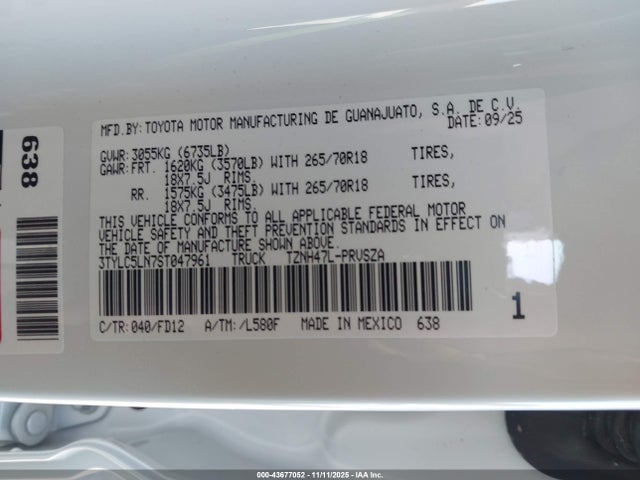 MFD.BY:TOYOTA MOTOR MANUFACTURING DE GUANAJUATO, S.A. DE C.V.
DATE:09/25
GVWR:3055KG (6735LB)
GAWR:FRT. 1620KG (3570LB) WITH 265/70R18 TIRES,
18X7.5J RIMS
RR. 1575KG (3475LB) WITH 265/70R18 TIRES,
18X7.5J RIMS.
THIS VEHICLE CONFORMS TO ALL APPLICABLE FEDERAL MOTOR
VEHICLE SAFETY AND THEFT PREVENTION STANDARDS IN EFFECT ON
THE DATE OF MANUFACTURE SHOWN ABOVE.
3TYLC5LN7ST047961 TRUCK TZNH47L-PRVSZA
C/TR:040/FD12 A/TM:/L580F MADE IN MEXICO 638
1
638
000-43677052 - 11/11/2025 - IAAI.CA